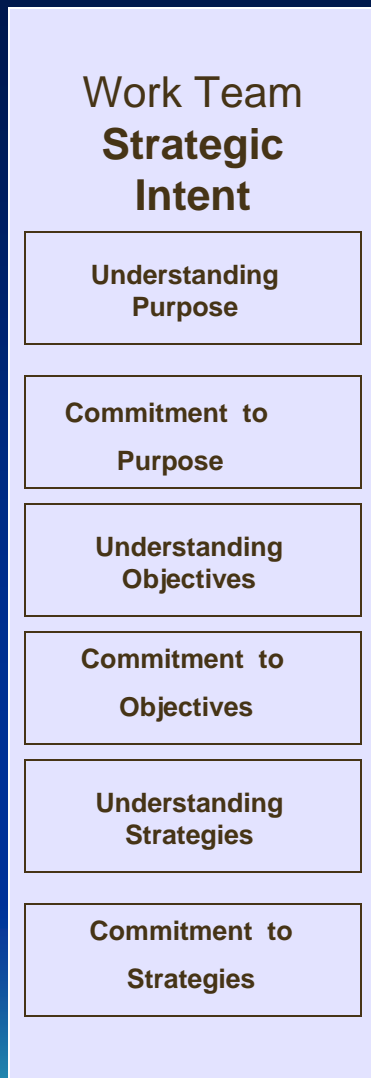 Work Team
Strategic
Intent
Understanding
Purpose
Commitment to
Purpose
Understanding
Objectives
Commitment to
Objectives
Understanding
Strategies
Commitment to
Strategies